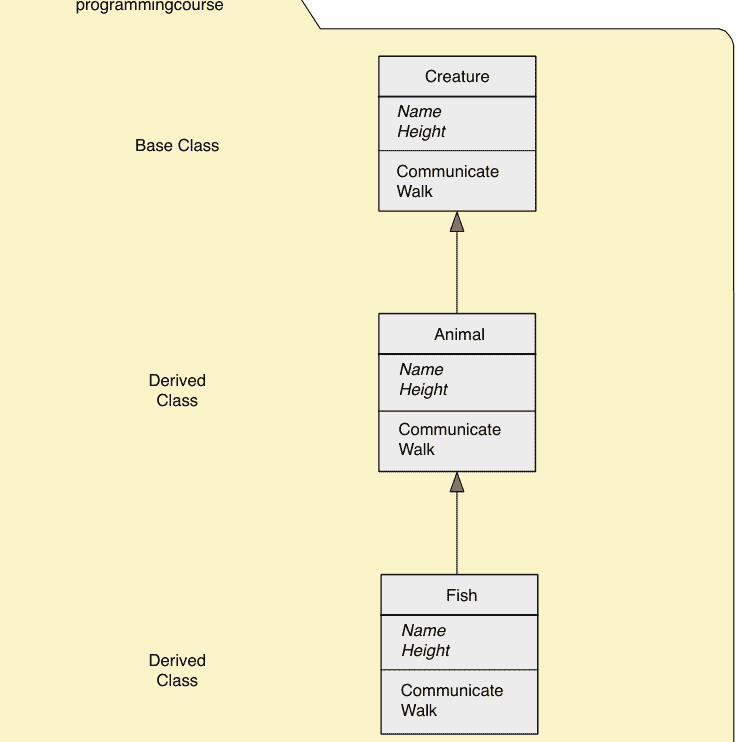 programmingcourse
Creature
Name
Height
Base Class
Communicate
Walk
Animal
Name
Height
Derived
Class
Communicate
Walk
Fish
Name
Height
Derived
Class
Communicate
Walk